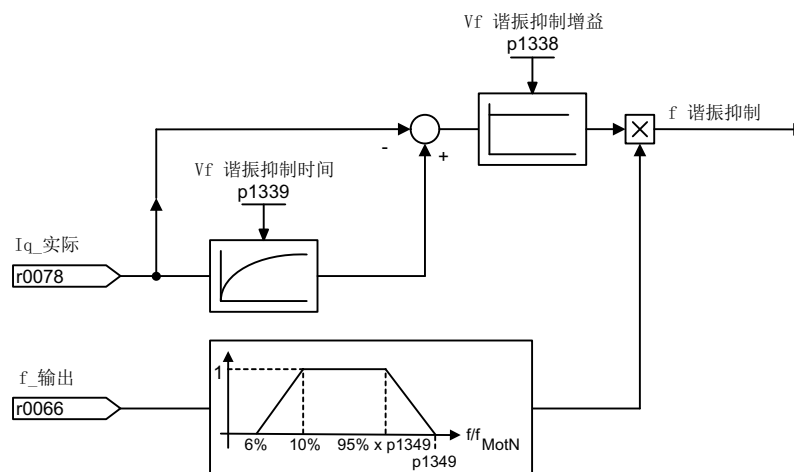 Vf 谐振抑制增益
p1338
f 谐振抑制
-
+
Vf 谐振抑制时间
p1339
Iq_实际
r0078
f_输出
r0066
1
6% 10% 95% x p1349
f/f MotN
p1349